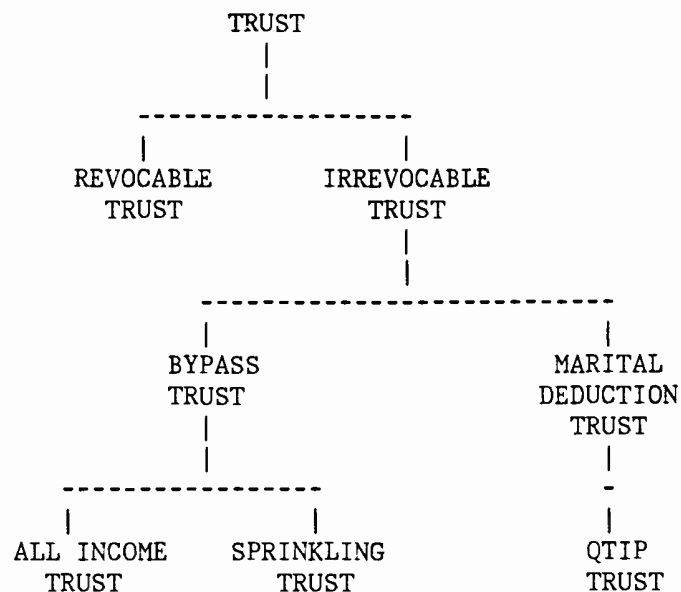 TRUST
REVOCABLE TRUST
IRREVOCABLE TRUST
BYPASS TRUST
MARITAL DEDUCTION TRUST
ALL INCOME TRUST
SPRINKLING TRUST
QTIP TRUST